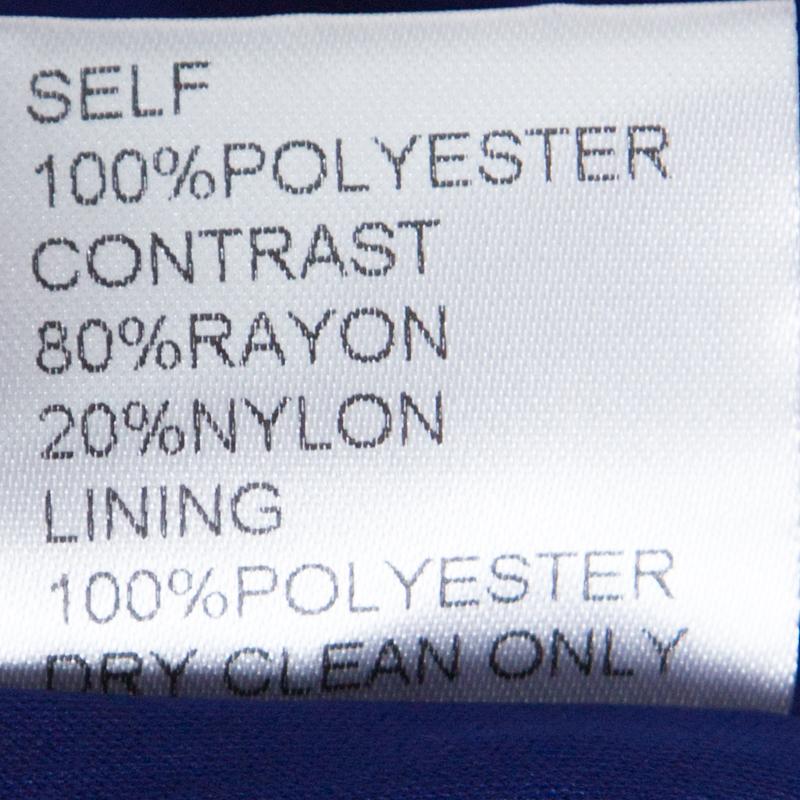 SELF
100%POLYESTER
CONTRAST
80%RAYON
20%NYLON
LINING
100%POLYESTER
DRY CLEAN ONLY